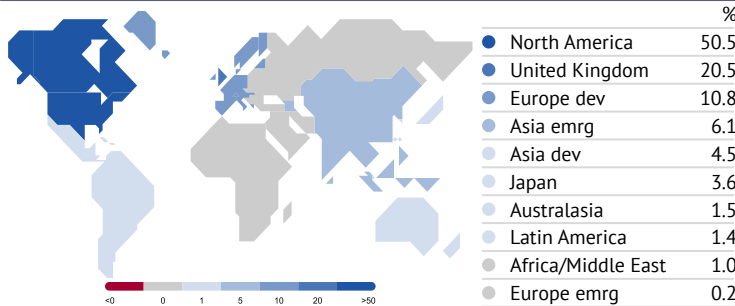 %
North America 50.5
United Kingdom 20.5
Europe dev 10.8
Asia emrg 6.1
Asia dev 4.5
Japan 3.6
Australasia 1.5
Latin America 1.4
Africa/Middle East 1.0
Europe emrg 0.2
<0 0 1 5 10 20 >50